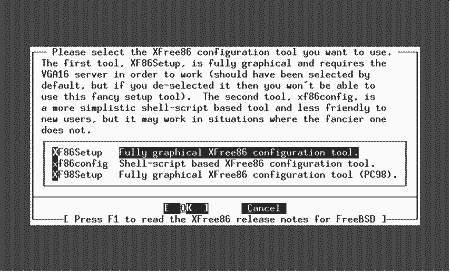 Please select the XFree86 configuration tool you want to use.
The first tool, XF86Setup, is fully graphical and requires the
VGA16 server in order to work (should have been selected by
default, but if you de-selected it then you won't be able to
use this fancy setup tool). The second tool, xf86config, is
a more simplistic shell-script based tool and less friendly to
new users, but it may work in situations where the fancier one
does not.
XF86Setup Fully graphical XFree86 configuration tool.
xf86config Shell-script based XFree86 configuration tool.
XF98Setup Fully graphical XFree86 configuration tool (PC98).
[ OK ] Cancel
[ Press F1 to read the XFree86 release notes for FreeBSD ]